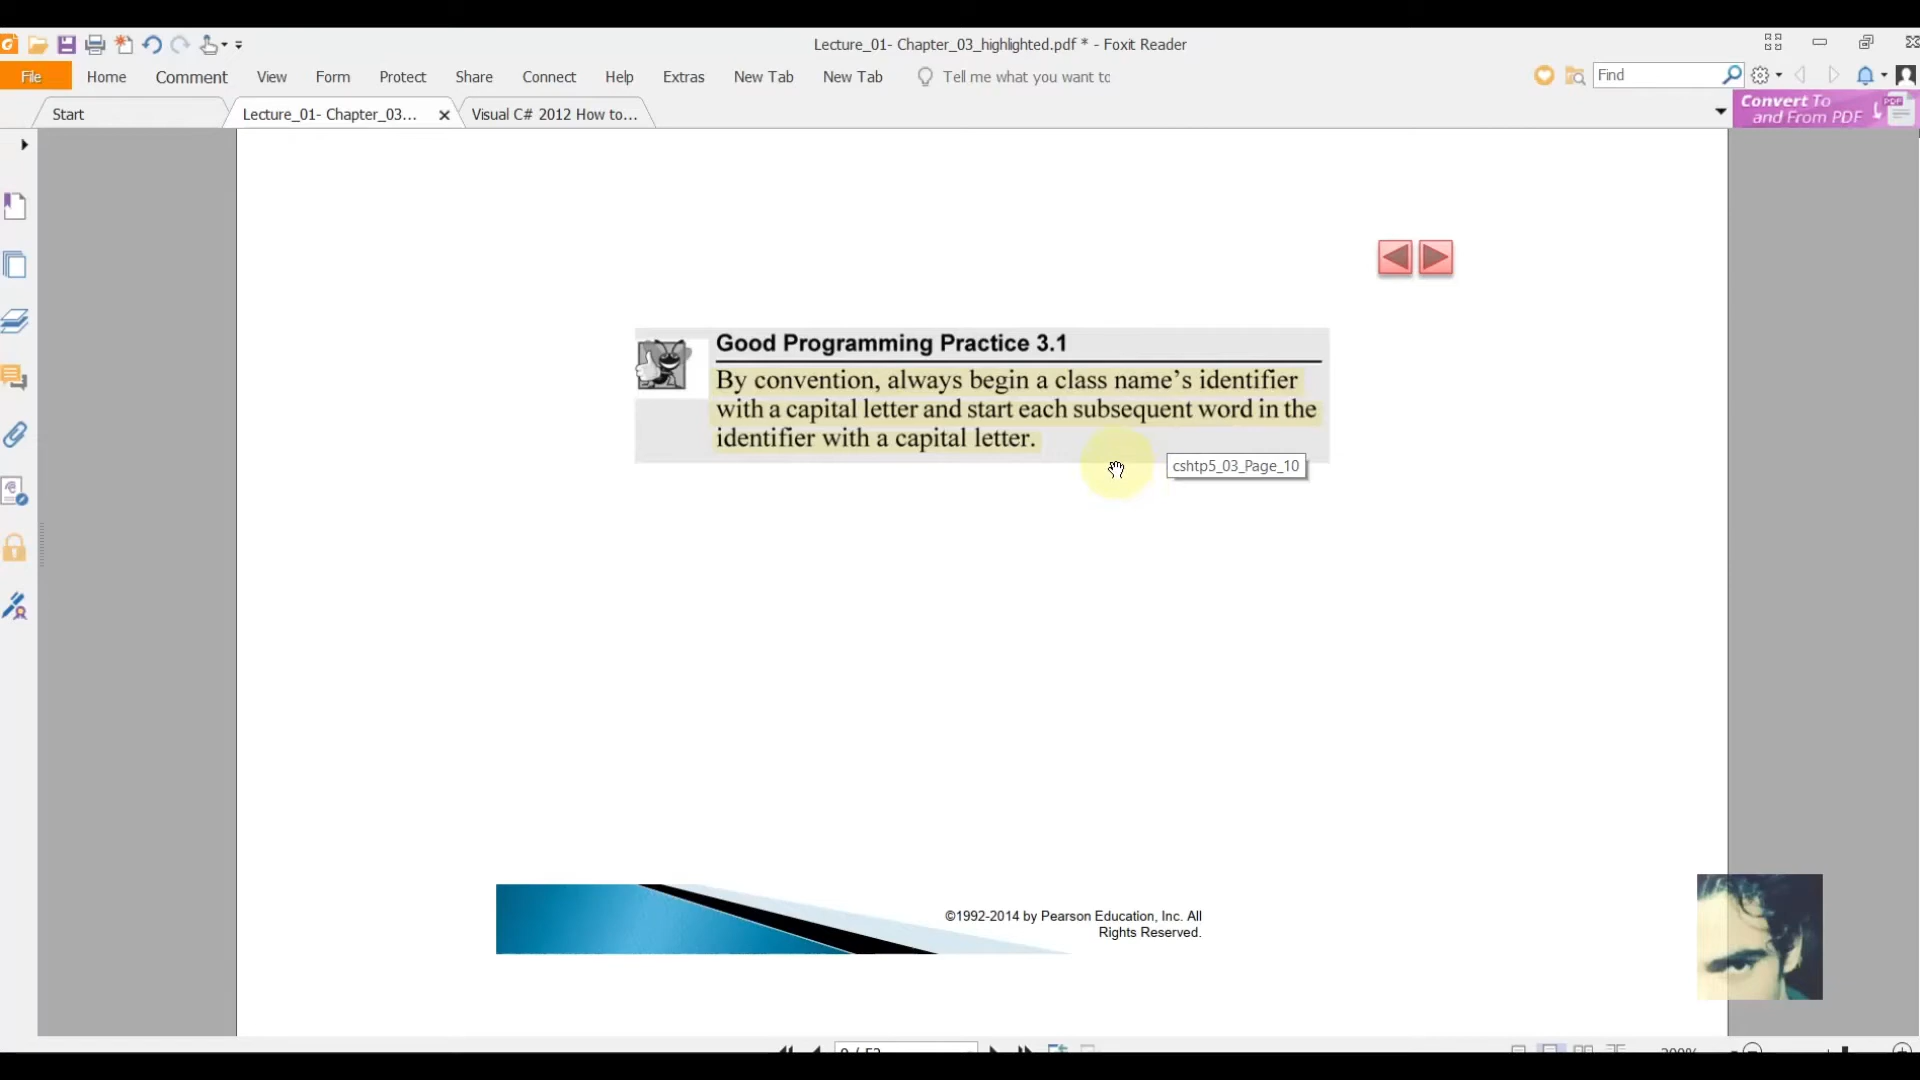 Lecture_01- Chapter_03_highlighted.pdf * - Foxit Reader
File Home Comment View Form Protect Share Connect Help Extras New Tab New Tab Tell me what you want to Find
Start Lecture_01- Chapter_03... Visual C# 2012 How to...
Convert To
and From PDF
PDF
Good Programming Practice 3.1
By convention, always begin a class name’s identifier
with a capital letter and start each subsequent word in the
identifier with a capital letter.
cshtp5_03_Page_10
©1992-2014 by Pearson Education, Inc. All
Rights Reserved.